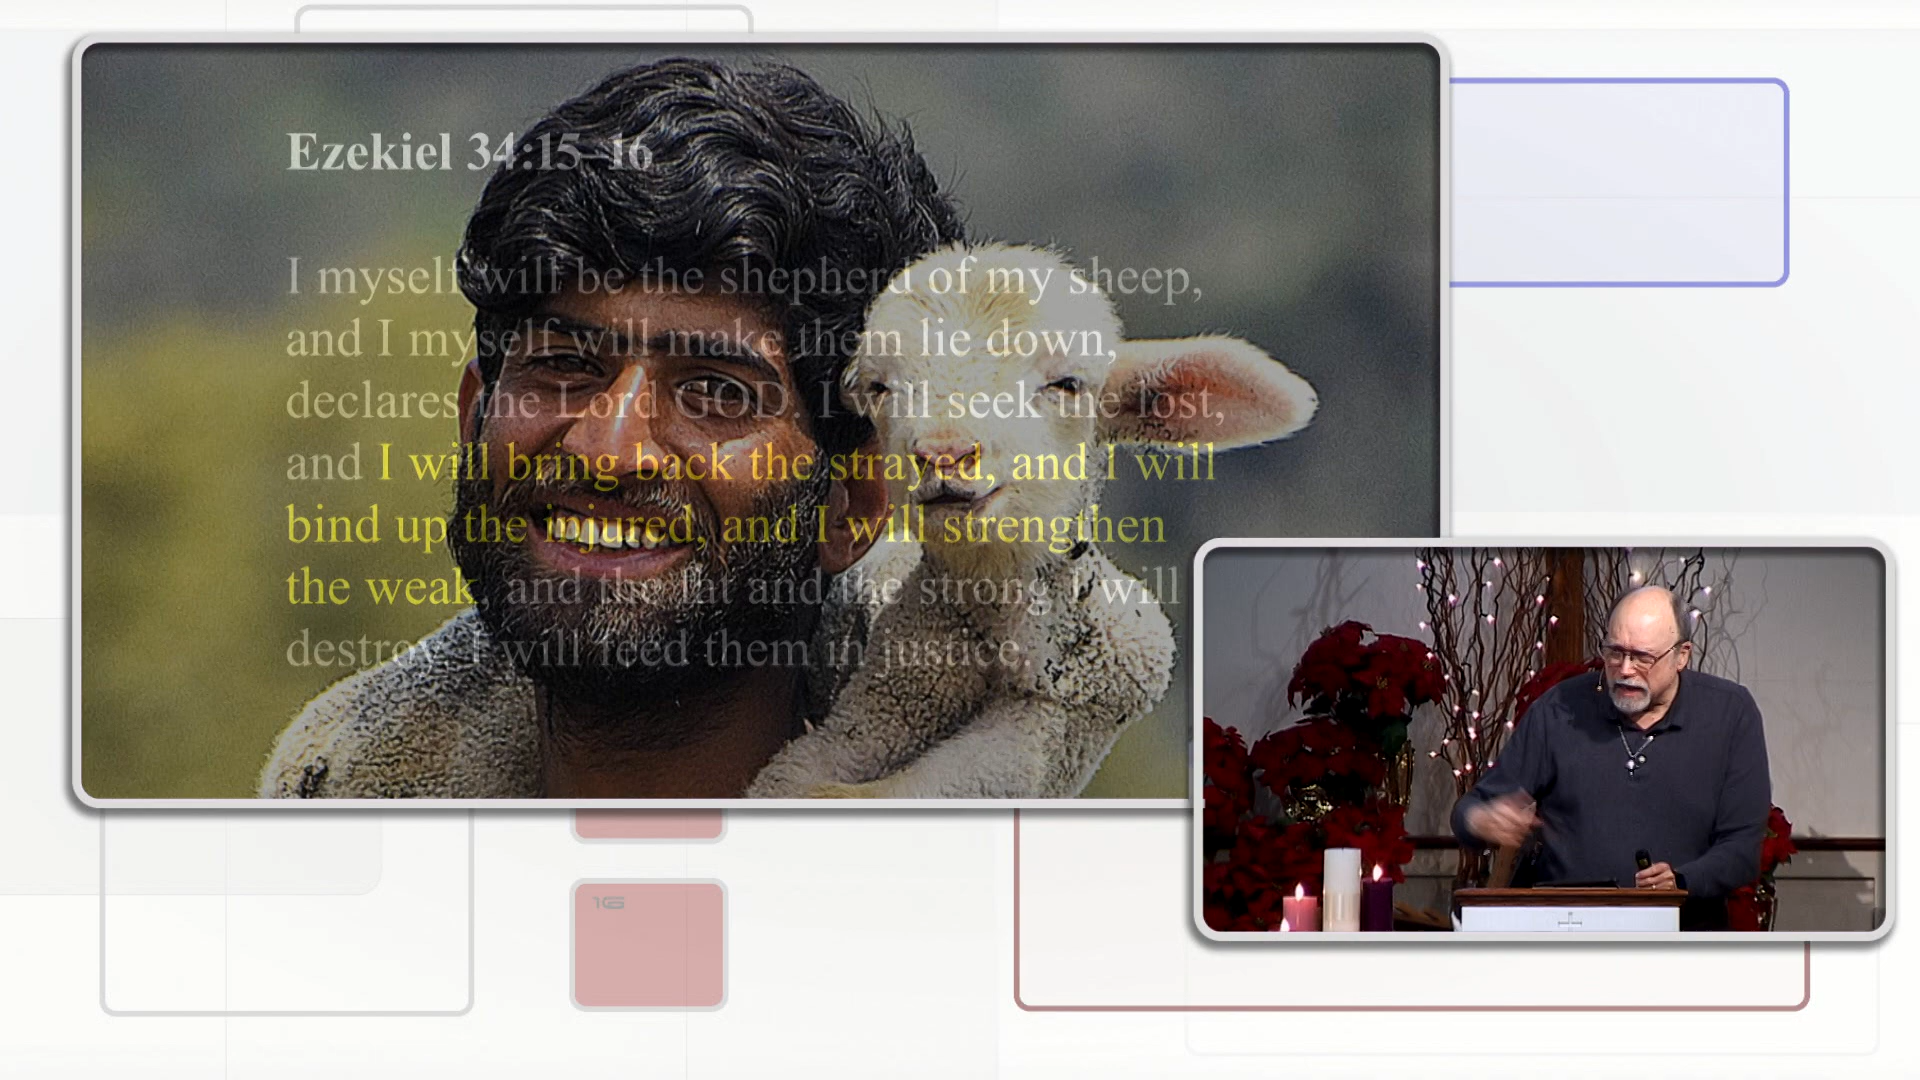 Ezekiel 34:15–16
I myself will be the shepherd of my sheep,
and I myself will make them lie down,
declares the Lord GOD. I will seek the lost,
and I will bring back the strayed, and I will
bind up the injured, and I will strengthen
the weak, and the fat and the strong I will
destroy. I will feed them in justice.
16